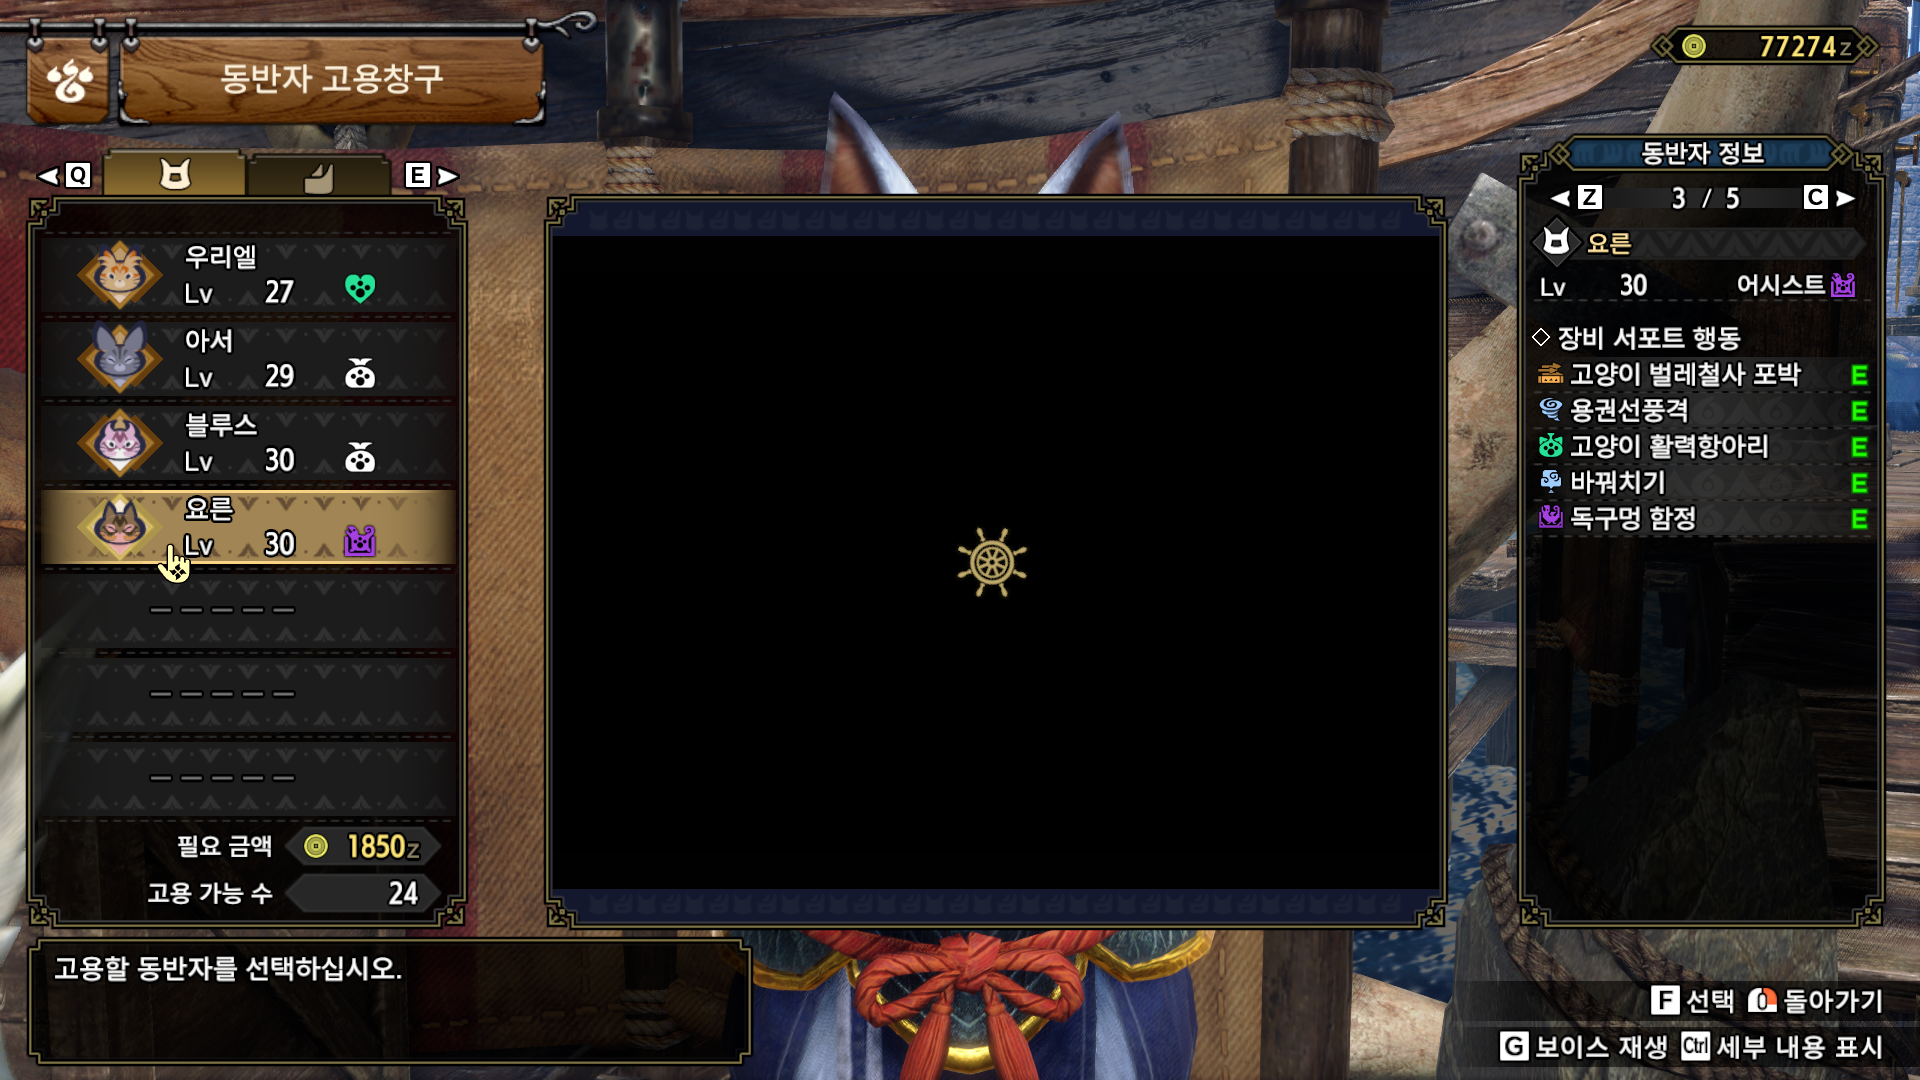 동반자 고용창구
77274z
Q
E
우리엘
Lv 27
아서
Lv 29
블루스
Lv 30
요른
Lv 30
— — — — —
— — — — —
— — — — —
필요 금액 1850z
고용 가능 수 24
고용할 동반자를 선택하십시오.
동반자 정보
Z 3 / 5 C
요른
Lv 30 어시스트
◇ 장비 서포트 행동
고양이 벌레철사 포박 E
용권선풍격 E
고양이 활력항아리 E
바꿔치기 E
독구멍 함정 E
F 선택 돌아가기
G 보이스 재생 Ctrl 세부 내용 표시